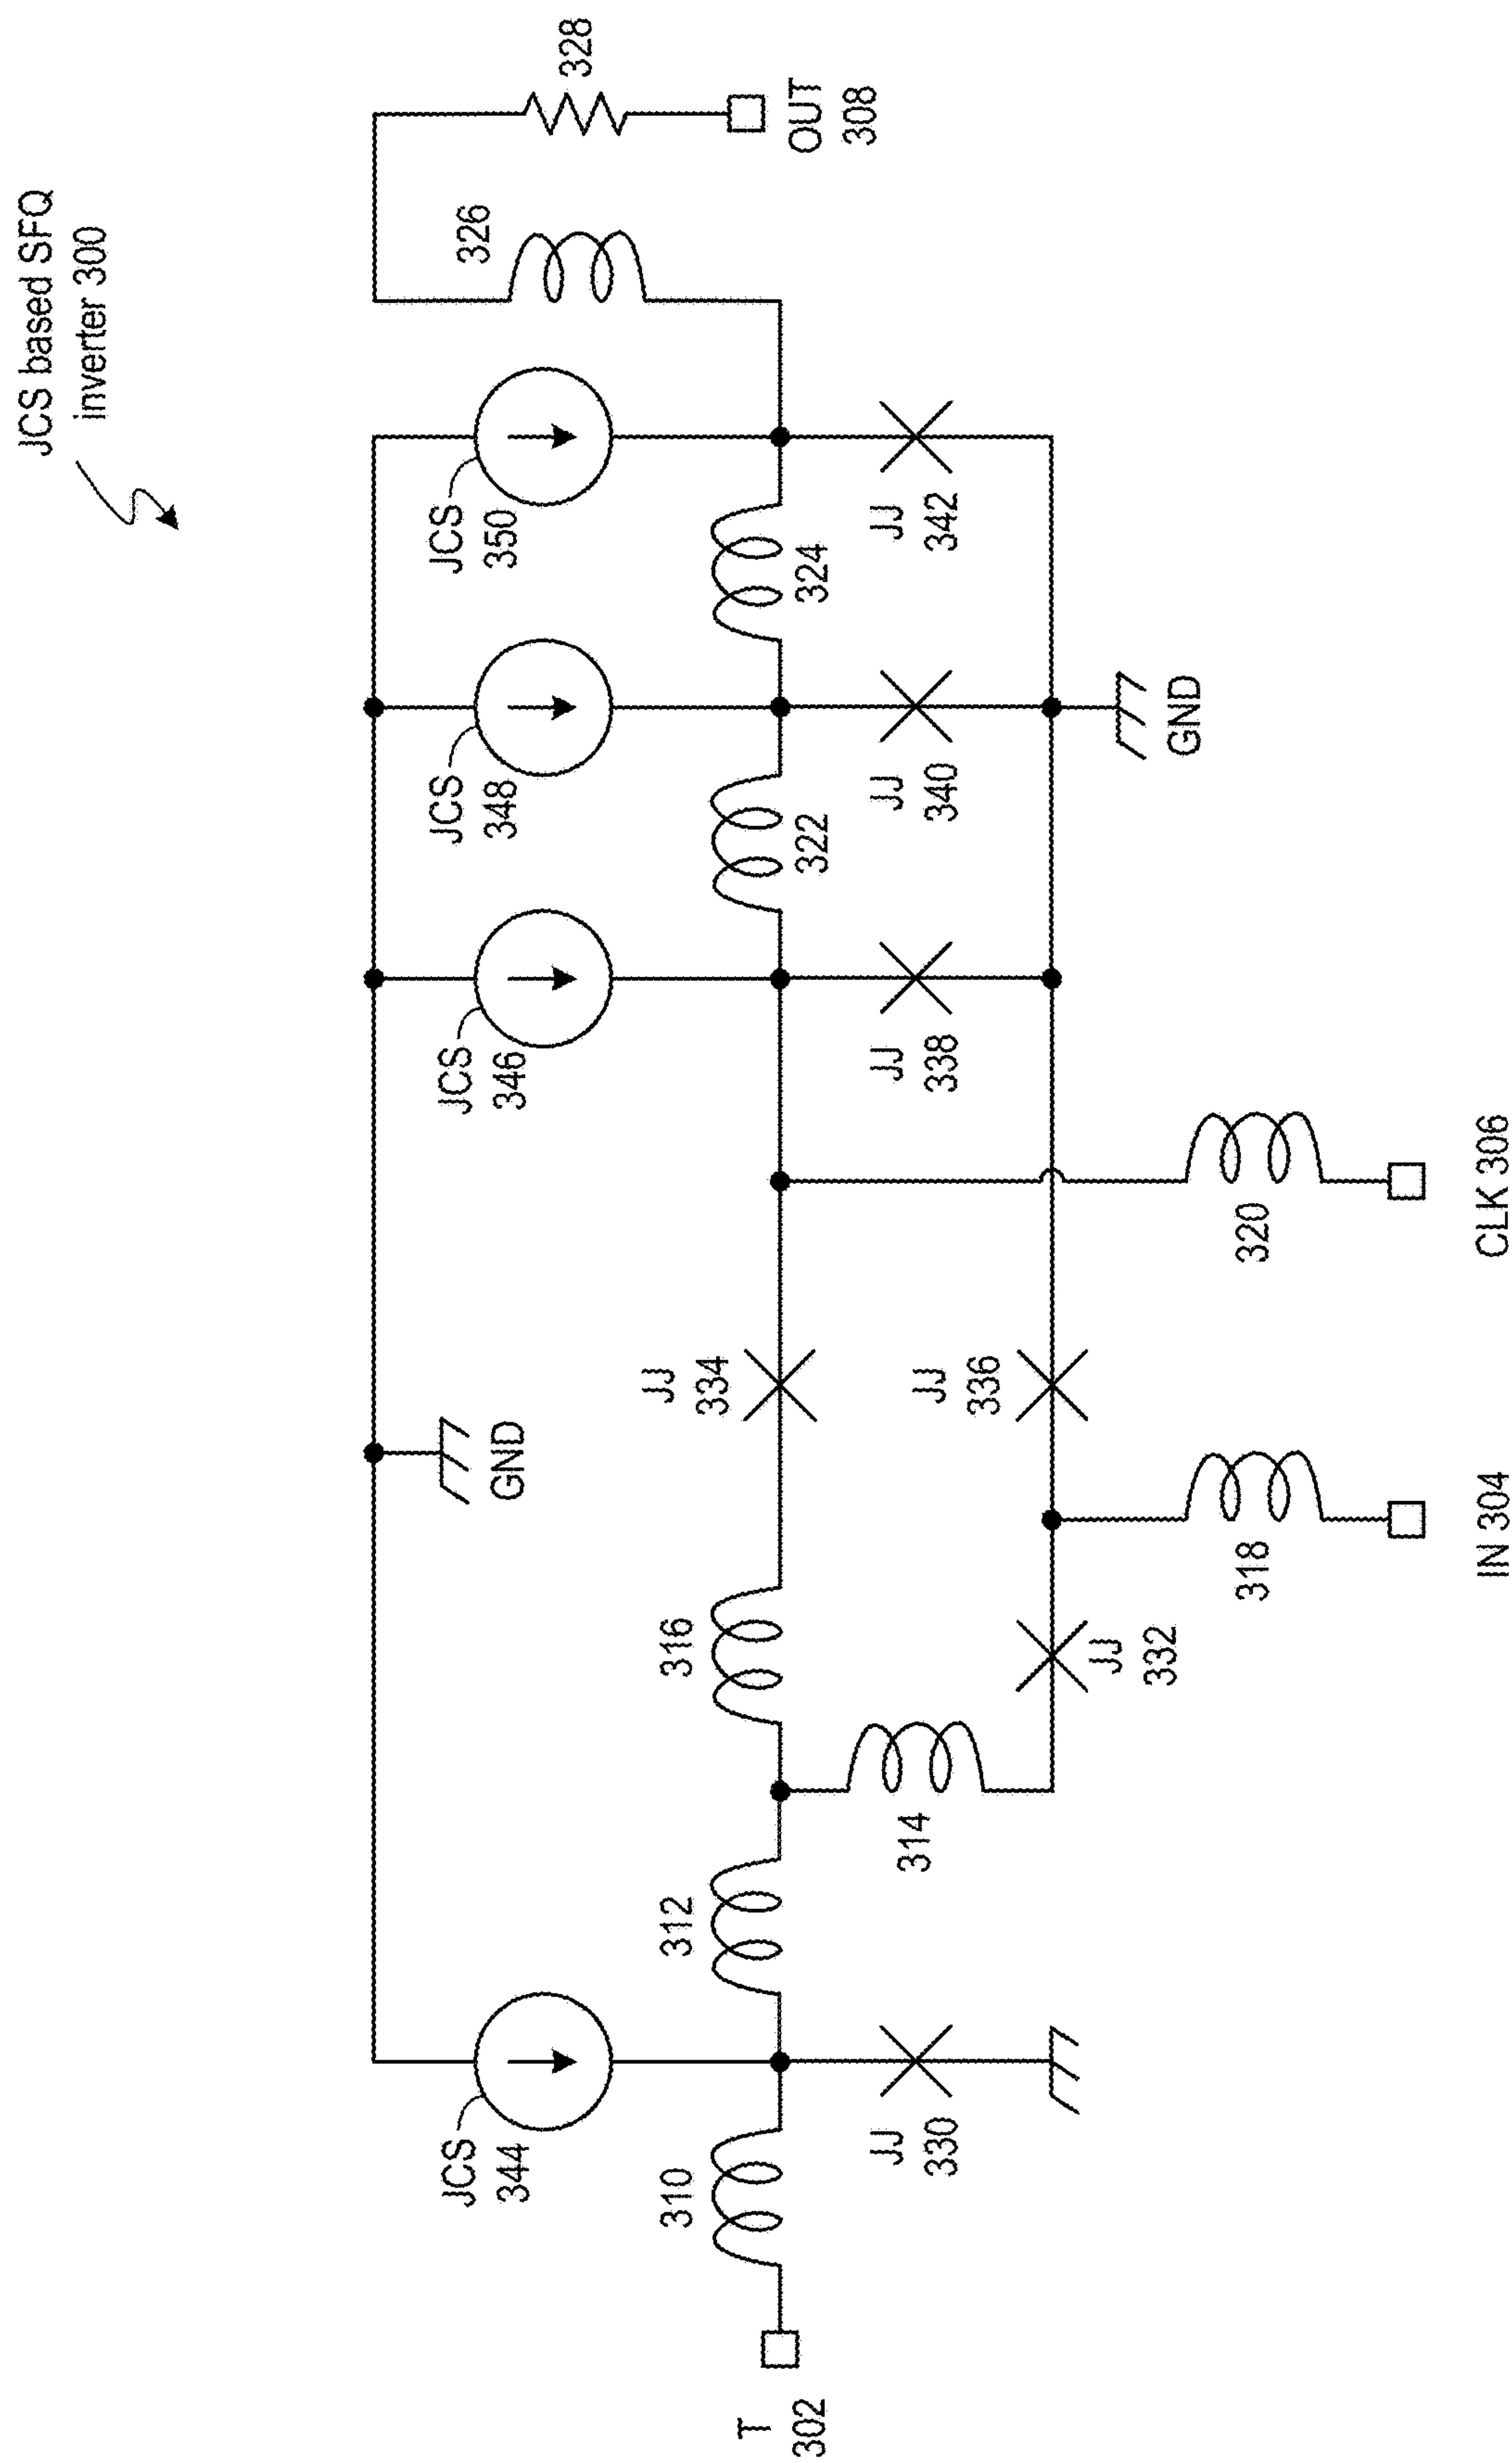 JCS based SFQ
inverter 300
JCS
344
JCS
346
JCS
348
JCS
350
GND
326
328
OUT
308
T
302
310
312
316
JJ
334
322
324
JJ
330
314
JJ
332
JJ
336
JJ
338
JJ
340
JJ
342
GND
318
320
IN 304
CLK 306